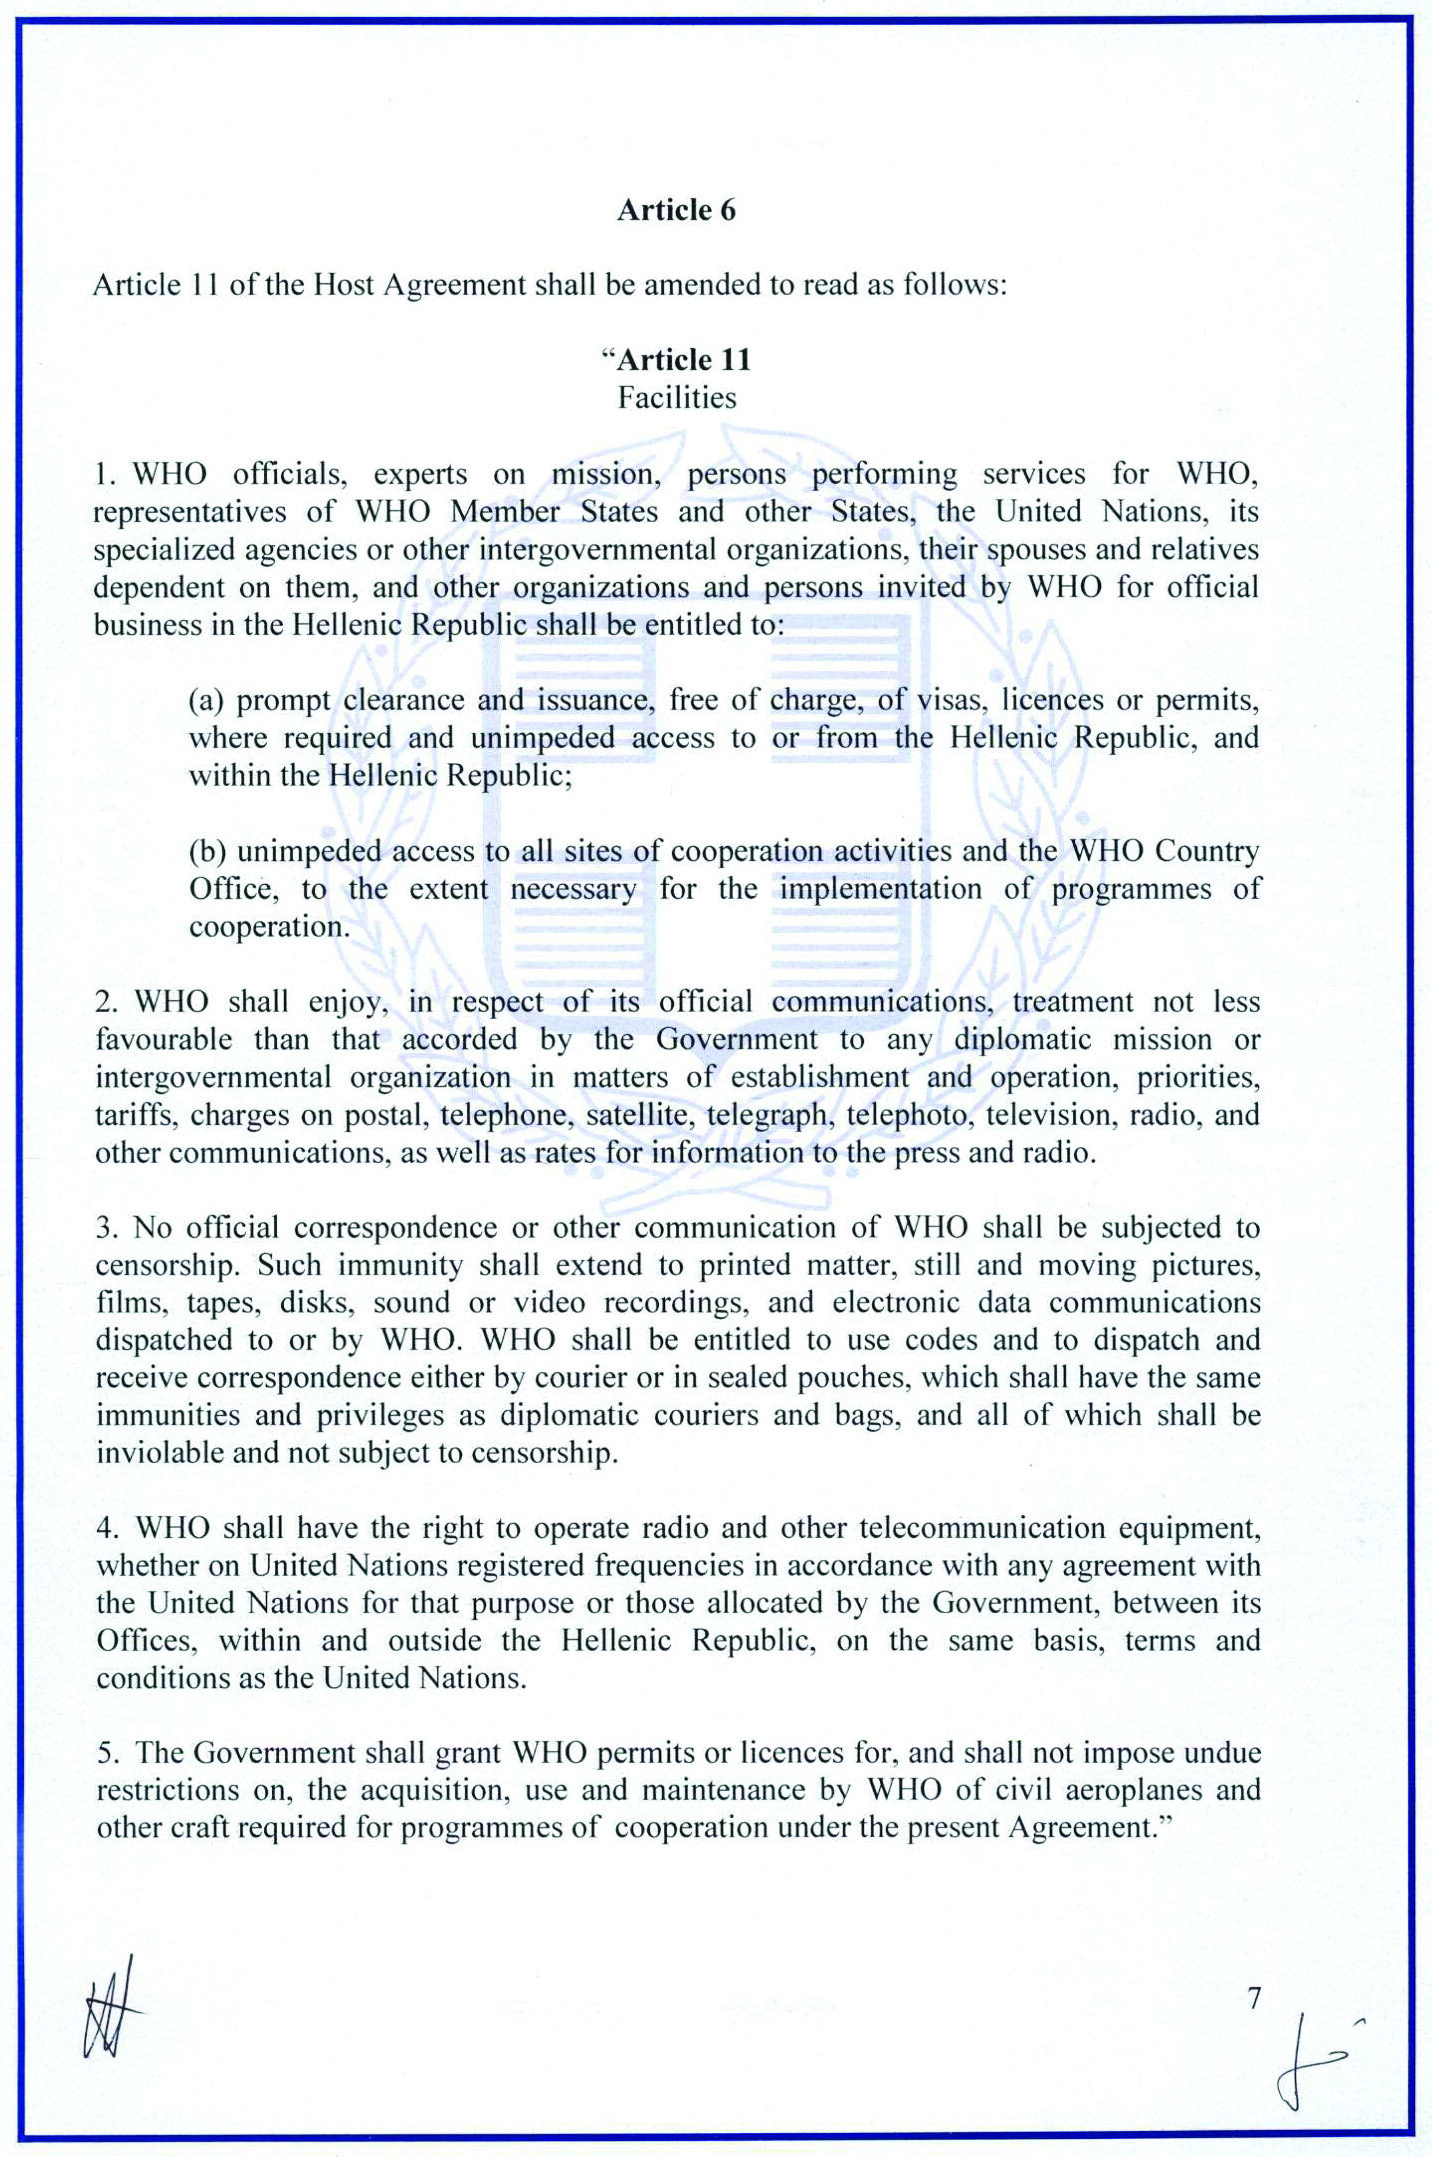 Article 6
Article 11 of the Host Agreement shall be amended to read as follows:
“Article 11
Facilities
1. WHO officials, experts on mission, persons performing services for WHO,
representatives of WHO Member States and other States, the United Nations, its
specialized agencies or other intergovernmental organizations, their spouses and relatives
dependent on them, and other organizations and persons invited by WHO for official
business in the Hellenic Republic shall be entitled to:
(a) prompt clearance and issuance, free of charge, of visas, licences or permits,
where required and unimpeded access to or from the Hellenic Republic, and
within the Hellenic Republic;
(b) unimpeded access to all sites of cooperation activities and the WHO Country
Office, to the extent necessary for the implementation of programmes of
cooperation.
2. WHO shall enjoy, in respect of its official communications, treatment not less
favourable than that accorded by the Government to any diplomatic mission or
intergovernmental organization in matters of establishment and operation, priorities,
tariffs, charges on postal, telephone, satellite, telegraph, telephoto, television, radio, and
other communications, as well as rates for information to the press and radio.
3. No official correspondence or other communication of WHO shall be subjected to
censorship. Such immunity shall extend to printed matter, still and moving pictures,
films, tapes, disks, sound or video recordings, and electronic data communications
dispatched to or by WHO. WHO shall be entitled to use codes and to dispatch and
receive correspondence either by courier or in sealed pouches, which shall have the same
immunities and privileges as diplomatic couriers and bags, and all of which shall be
inviolable and not subject to censorship.
4. WHO shall have the right to operate radio and other telecommunication equipment,
whether on United Nations registered frequencies in accordance with any agreement with
the United Nations for that purpose or those allocated by the Government, between its
Offices, within and outside the Hellenic Republic, on the same basis, terms and
conditions as the United Nations.
5. The Government shall grant WHO permits or licences for, and shall not impose undue
restrictions on, the acquisition, use and maintenance by WHO of civil aeroplanes and
other craft required for programmes of cooperation under the present Agreement.”
7